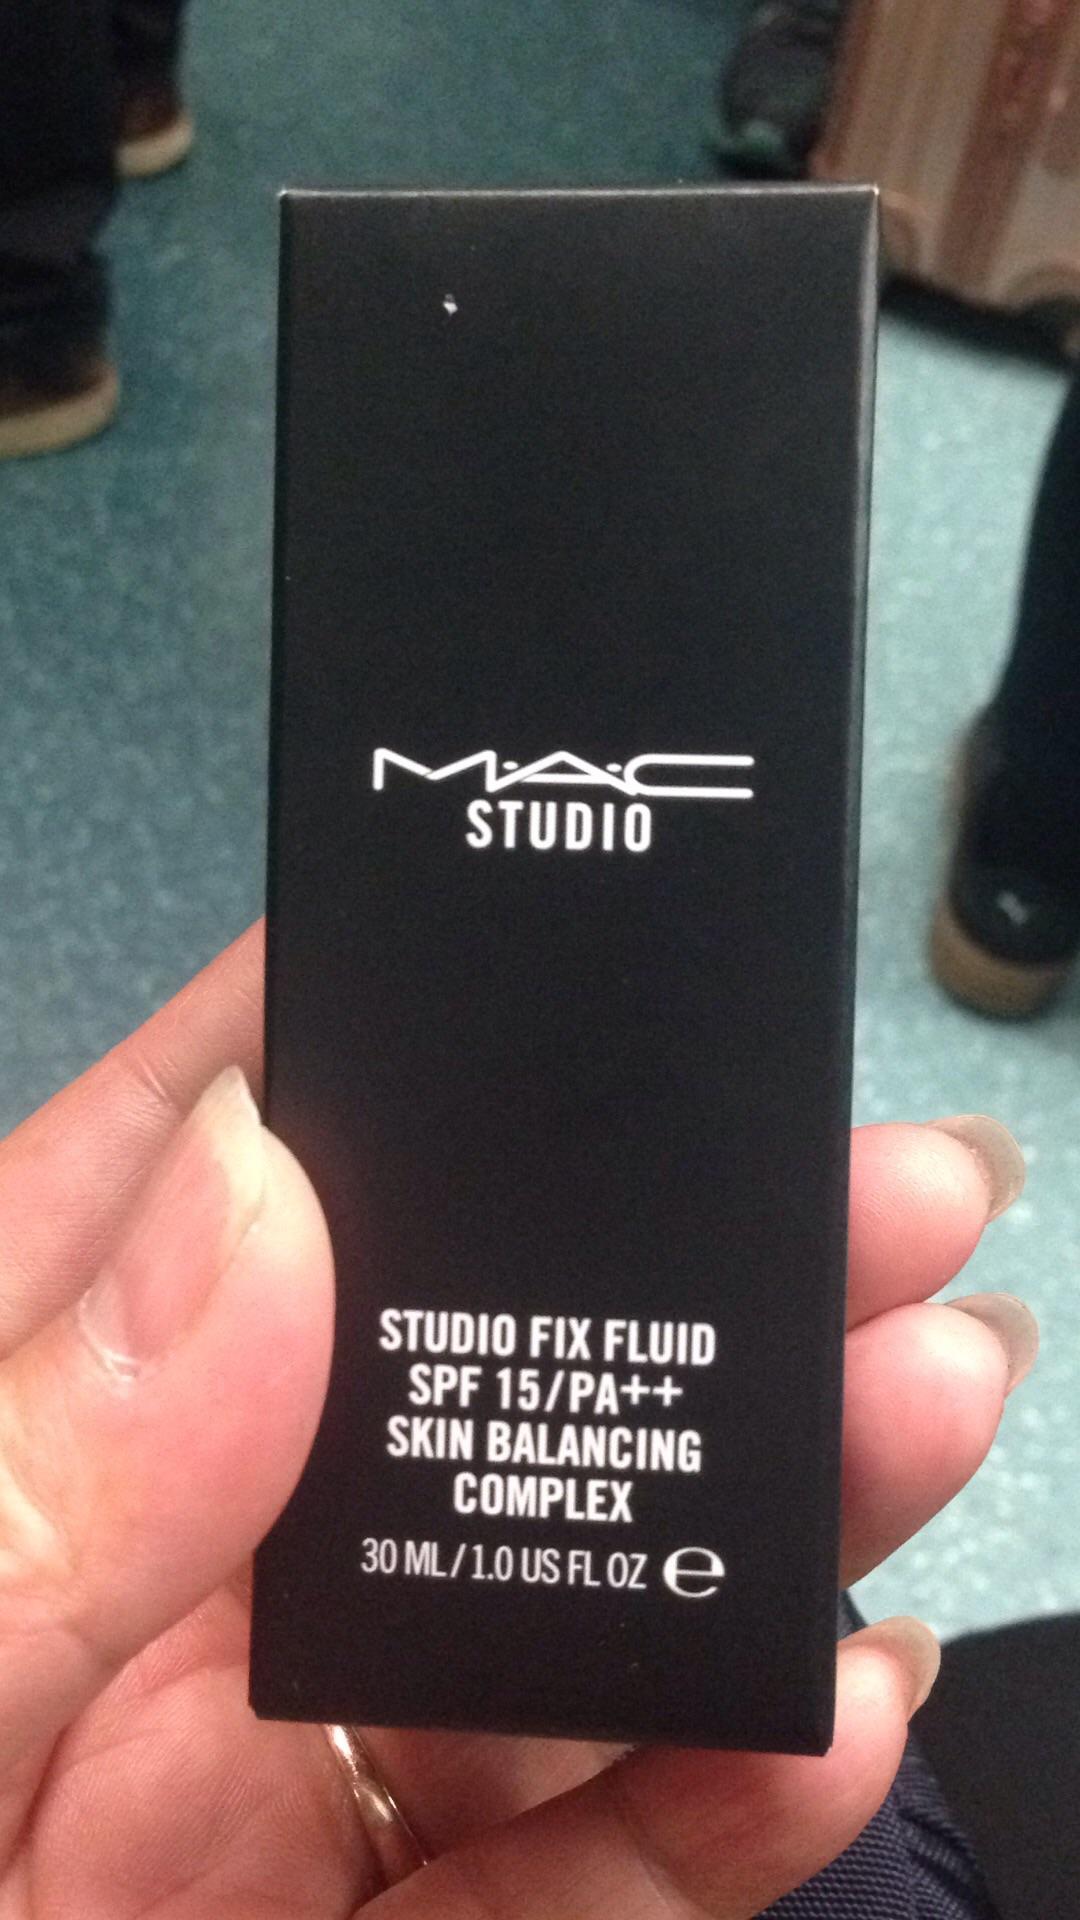 M·A·C
STUDIO
STUDIO FIX FLUID
SPF 15/PA++
SKIN BALANCING
COMPLEX
30 ML/1.0 US FL OZ ℮